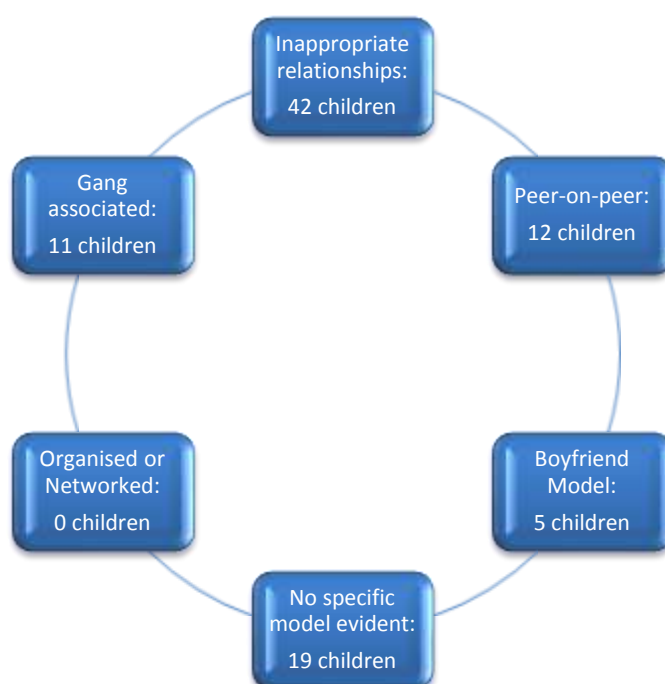 Inappropriate
relationships:
42 children
Peer-on-peer:
12 children
Boyfriend
Model:
5 children
No specific
model evident:
19 children
Organised or
Networked:
0 children
Gang
associated:
11 children